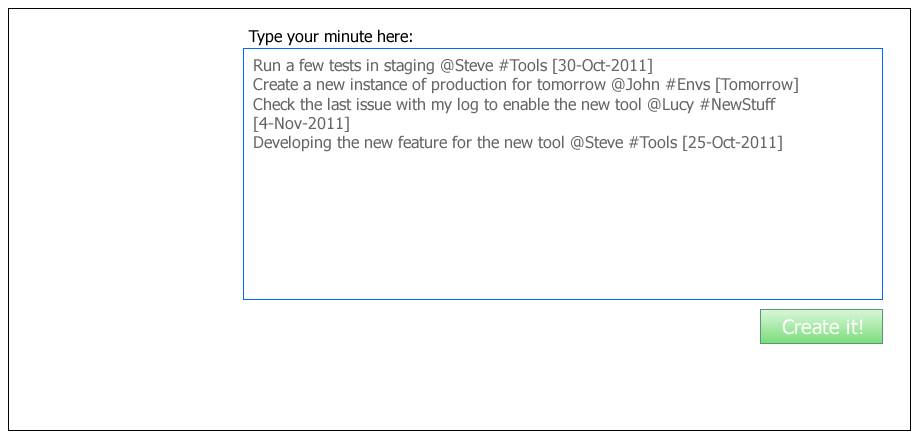 Type your minute here:
Run a few tests in staging @Steve #Tools [30-Oct-2011]
Create a new instance of production for tomorrow @John #Envs [Tomorrow]
Check the last issue with my log to enable the new tool @Lucy #NewStuff
[4-Nov-2011]
Developing the new feature for the new tool @Steve #Tools [25-Oct-2011]
Create it!